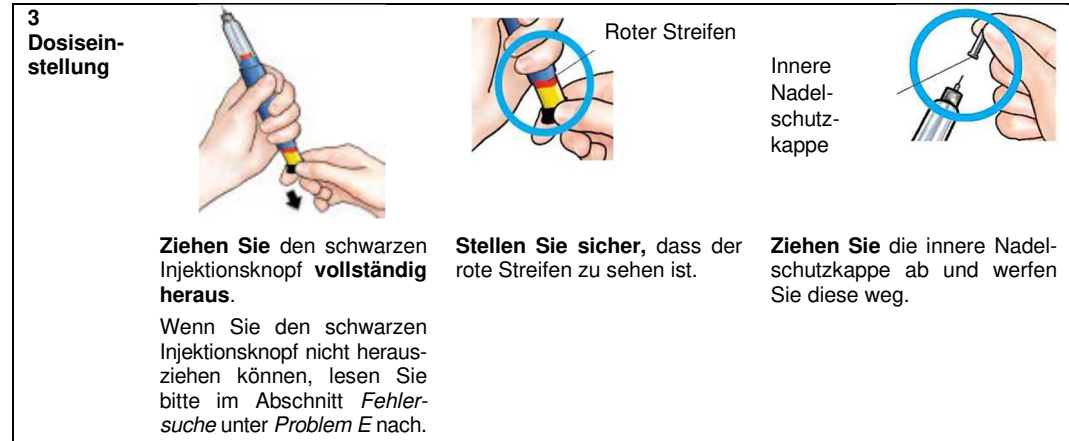 3
Dosisein-
stellung
Roter Streifen
Innere
Nadel-
schutz-
kappe
Ziehen Sie den schwarzen
Injektionsknopf vollständig
heraus.
Wenn Sie den schwarzen
Injektionsknopf nicht heraus-
ziehen können, lesen Sie
bitte im Abschnitt Fehler-
suche unter Problem E nach.
Stellen Sie sicher, dass der
rote Streifen zu sehen ist.
Ziehen Sie die innere Nadel-
schutzkappe ab und werfen
Sie diese weg.